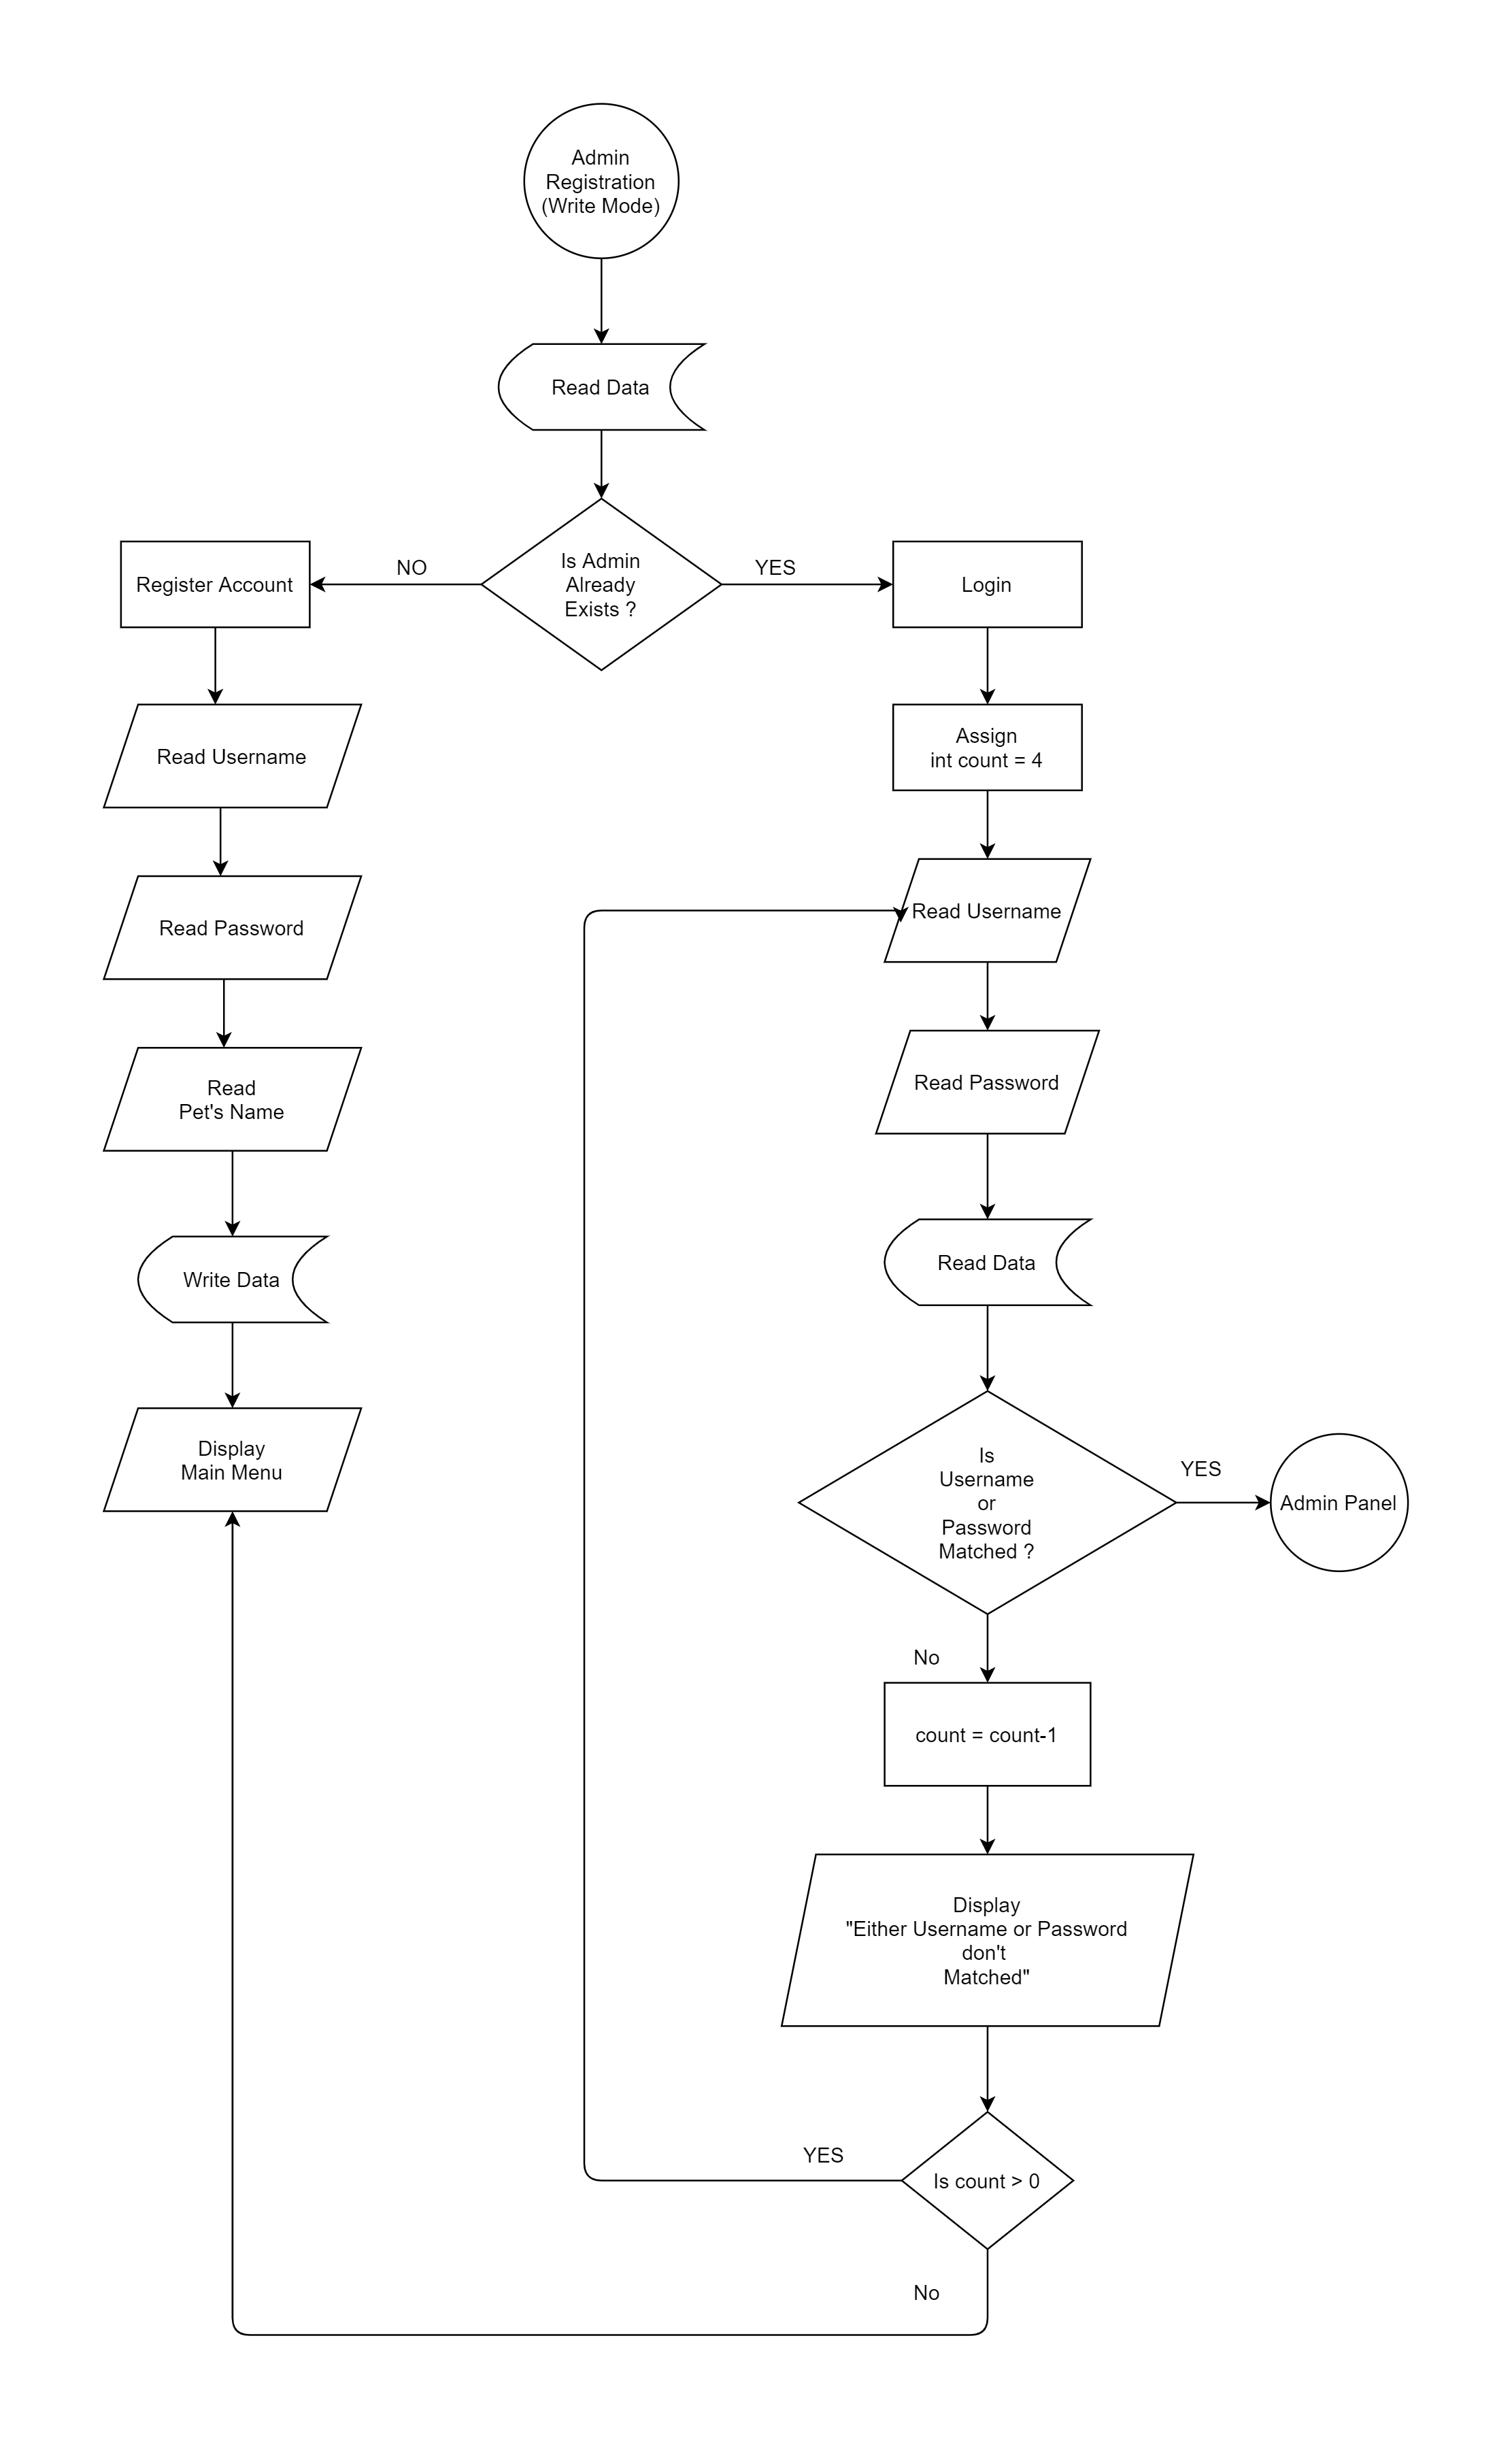 Admin
Registration
(Write Mode)
Read Data
Is Admin
Already
Exists ?
NO
YES
Register Account
Login
Read Username
Assign
int count = 4
Read Password
Read Username
Read
Pet's Name
Read Password
Write Data
Read Data
Display
Main Menu
Is
Username
or
Password
Matched ?
YES
Admin Panel
No
count = count-1
Display
"Either Username or Password
don't
Matched"
YES
Is count > 0
No